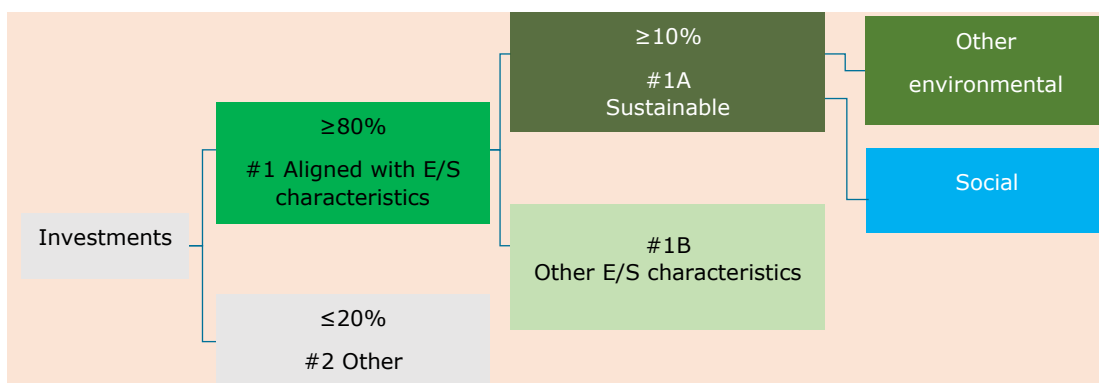 Investments
≥80%
#1 Aligned with E/S
characteristics
≤20%
#2 Other
≥10%
#1A
Sustainable
#1B
Other E/S characteristics
Other
environmental
Social